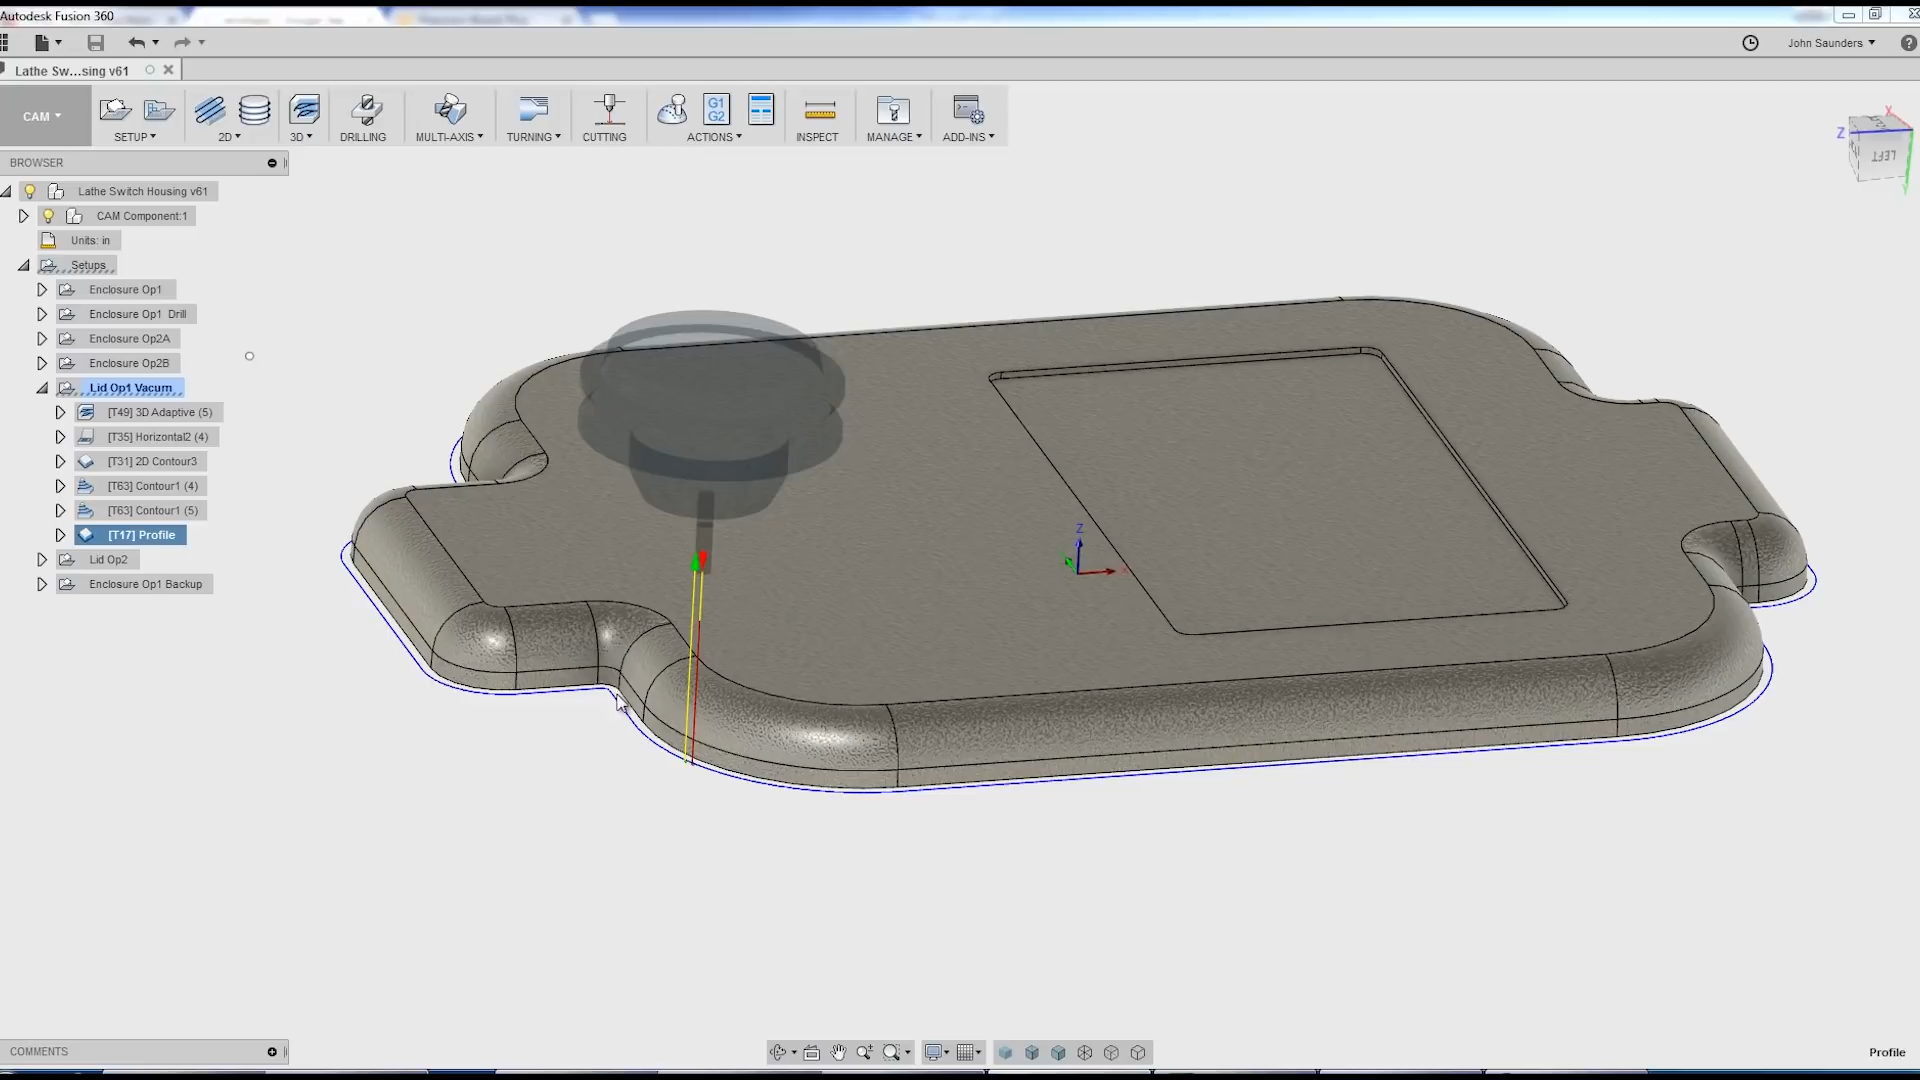 Autodesk Fusion 360
John Saunders
?
Lathe Sw...sing v61
CAM
G1
G2
SETUP
2D
3D
DRILLING
MULTI-AXIS
TURNING
CUTTING
ACTIONS
INSPECT
MANAGE
ADD-INS
X
Z
LEFT
Y
BROWSER
Lathe Switch Housing v61
CAM Component:1
Units: in
Setups
Enclosure Op1
Enclosure Op1 Drill
Enclosure Op2A
Enclosure Op2B
Lid Op1 Vacum
[T49] 3D Adaptive (5)
[T35] Horizontal2 (4)
[T31] 2D Contour3
[T63] Contour1 (4)
[T63] Contour1 (5)
[T17] Profile
Lid Op2
Enclosure Op1 Backup
Z
X
COMMENTS
Profile